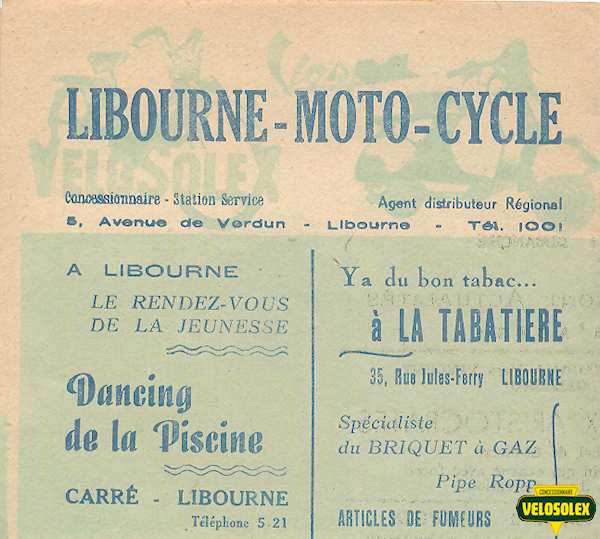 LIBOURNE - MOTO - CYCLE
VELOSOLEX
Concessionnaire - Station Service
Agent distributeur Régional
5, Avenue de Verdun - Libourne - Tél. 1001
A LIBOURNE
LE RENDEZ-VOUS
DE LA JEUNESSE
Dancing
de la Piscine
CARRÉ - LIBOURNE
Téléphone 5.21
Ya du bon tabac...
à LA TABATIERE
35, Rue Jules-Ferry LIBOURNE
Spécialiste
du BRIQUET à GAZ
Pipe Ropp
ARTICLES DE FUMEURS
CONCESSIONNAIRE
VELOSOLEX